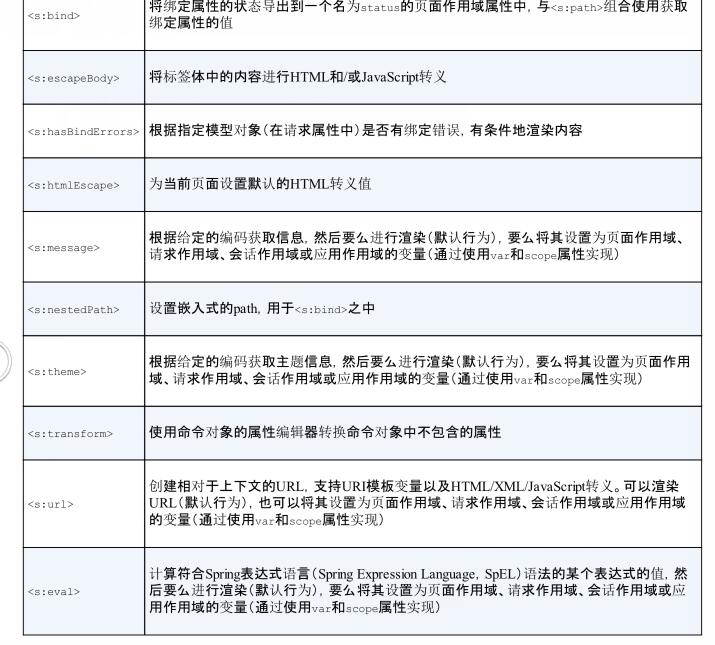 将绑定属性的状态导出到一个名为status的页面作用域属性中，与<s:path>组合使用获取
<s:bind>
绑定属性的值
<s:escapeBody>
将标签体中的内容进行HTML和/或JavaScript转义
<s:hasBindErrors>
根据指定模型对象（在请求属性中）是否有绑定错误，有条件地渲染内容
<s:htmlEscape>
为当前页面设置默认的HTML转义值
<s:message>
根据给定的编码获取信息，然后要么进行渲染（默认行为），要么将其设置为页面作用域、
请求作用域、会话作用域或应用作用域的变量（通过使用var和scope属性实现）
<s:nestedPath>
设置嵌入式的path，用于<s:bind>之中
<s:theme>
根据给定的编码获取主题信息，然后要么进行渲染（默认行为），要么将其设置为页面作用
域、请求作用域、会话作用域或应用作用域的变量（通过使用var和scope属性实现）
<s:transform>
使用命令对象的属性编辑器转换命令对象中不包含的属性
<s:url>
创建相对于上下文的URL，支持URI模板变量以及HTML/XML/JavaScript转义。可以渲染
URL（默认行为），也可以将其设置为页面作用域、请求作用域、会话作用域或应用作用域
的变量（通过使用var和scope属性实现）
<s:eval>
计算符合Spring表达式语言（Spring Expression Language，SpEL）语法的某个表达式的值，然
后要么进行渲染（默认行为），要么将其设置为页面作用域、请求作用域、会话作用域或应
用作用域的变量（通过使用var和scope属性实现）